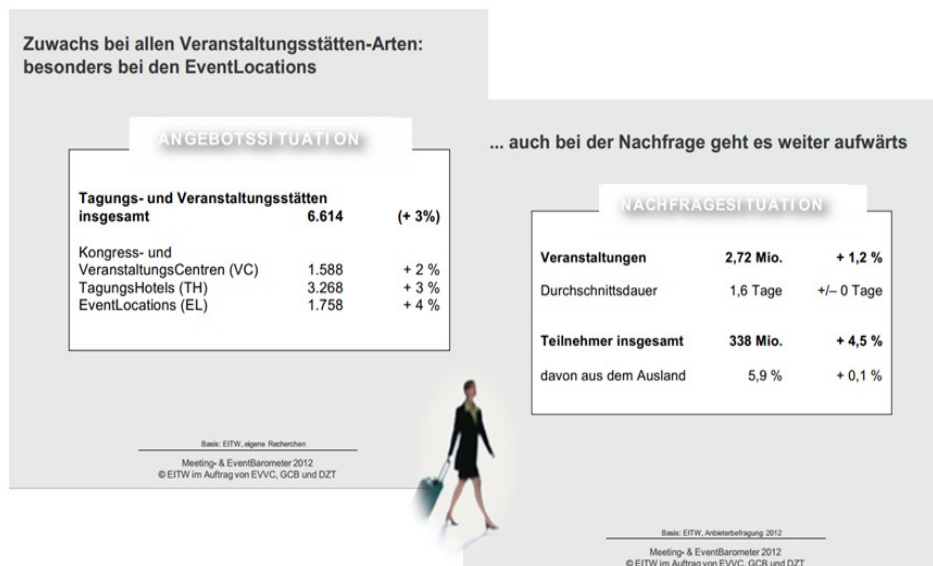 Zuwachs bei allen Veranstaltungsstätten-Arten:
besonders bei den EventLocations
ANGEBOTSSITUATION
Tagungs- und Veranstaltungsstätten
insgesamt 6.614 (+ 3%)
Kongress- und
VeranstaltungsCentren (VC) 1.588 + 2 %
TagungsHotels (TH) 3.268 + 3 %
EventLocations (EL) 1.758 + 4 %
Basis: EITW, eigene Recherchen
Meeting- & EventBarometer 2012
© EITW im Auftrag von EVVC, GCB und DZT
... auch bei der Nachfrage geht es weiter aufwärts
NACHFRAGESITUATION
Veranstaltungen 2,72 Mio. + 1,2 %
Durchschnittsdauer 1,6 Tage +/– 0 Tage
Teilnehmer insgesamt 338 Mio. + 4,5 %
davon aus dem Ausland 5,9 % + 0,1 %
Basis: EITW, Anbieterbefragung 2012
Meeting- & EventBarometer 2012
© EITW im Auftrag von EVVC, GCB und DZT